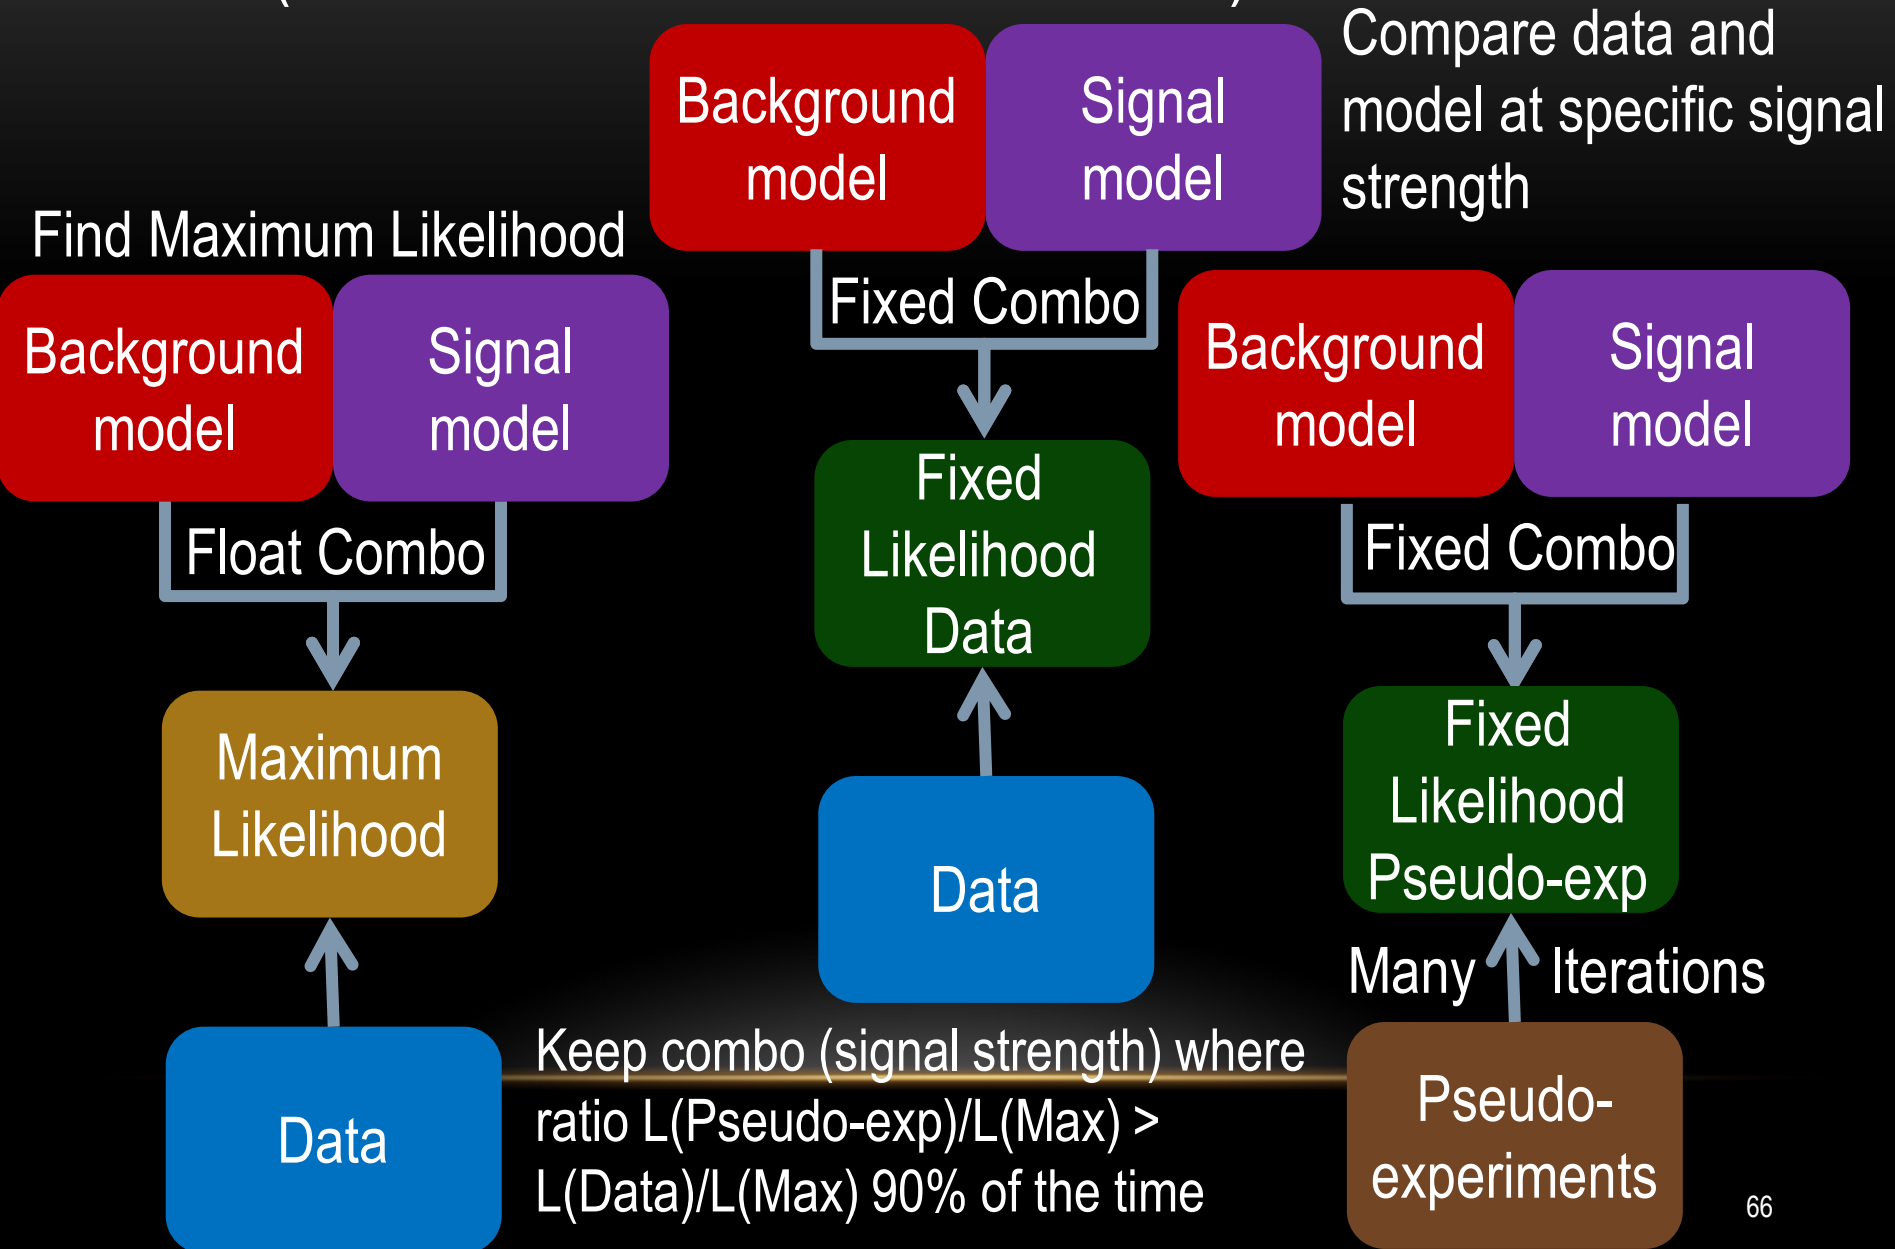 Compare data and
model at specific signal
strength
Background
model
Signal
model
Fixed Combo
Fixed
Likelihood
Data
Data
Find Maximum Likelihood
Background
model
Signal
model
Float Combo
Maximum
Likelihood
Data
Background
model
Signal
model
Fixed Combo
Fixed
Likelihood
Pseudo-exp
Many Iterations
Pseudo-
experiments
Keep combo (signal strength) where
ratio L(Pseudo-exp)/L(Max) >
L(Data)/L(Max) 90% of the time
66